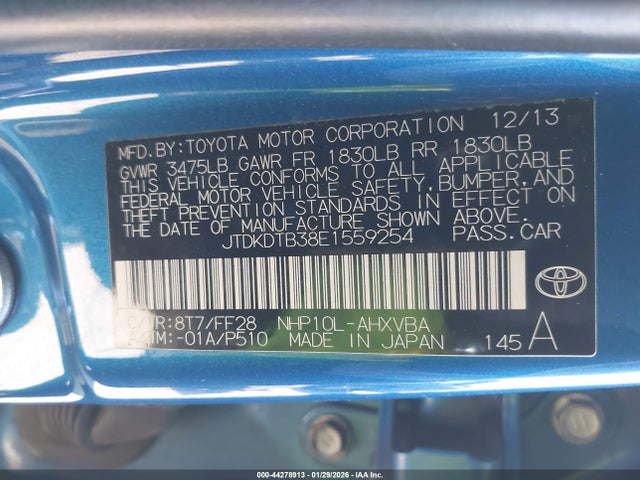 MFD.BY:TOYOTA MOTOR CORPORATION 12/13
GVWR 3475LB GAWR FR 1830LB RR 1830LB
THIS VEHICLE CONFORMS TO ALL APPLICABLE
FEDERAL MOTOR VEHICLE SAFETY,BUMPER,AND
THEFT PREVENTION STANDARDS IN EFFECT ON
THE DATE OF MANUFACTURE SHOWN ABOVE.
JTDKDTB38E1559254 PASS.CAR
C/TR:8T7/FF28 NHP10L-AHXVBA
A/TM:-01A/P510 MADE IN JAPAN 145 A
TOYOTA
000-44278913 - 01/29/2026 - IAA Inc.